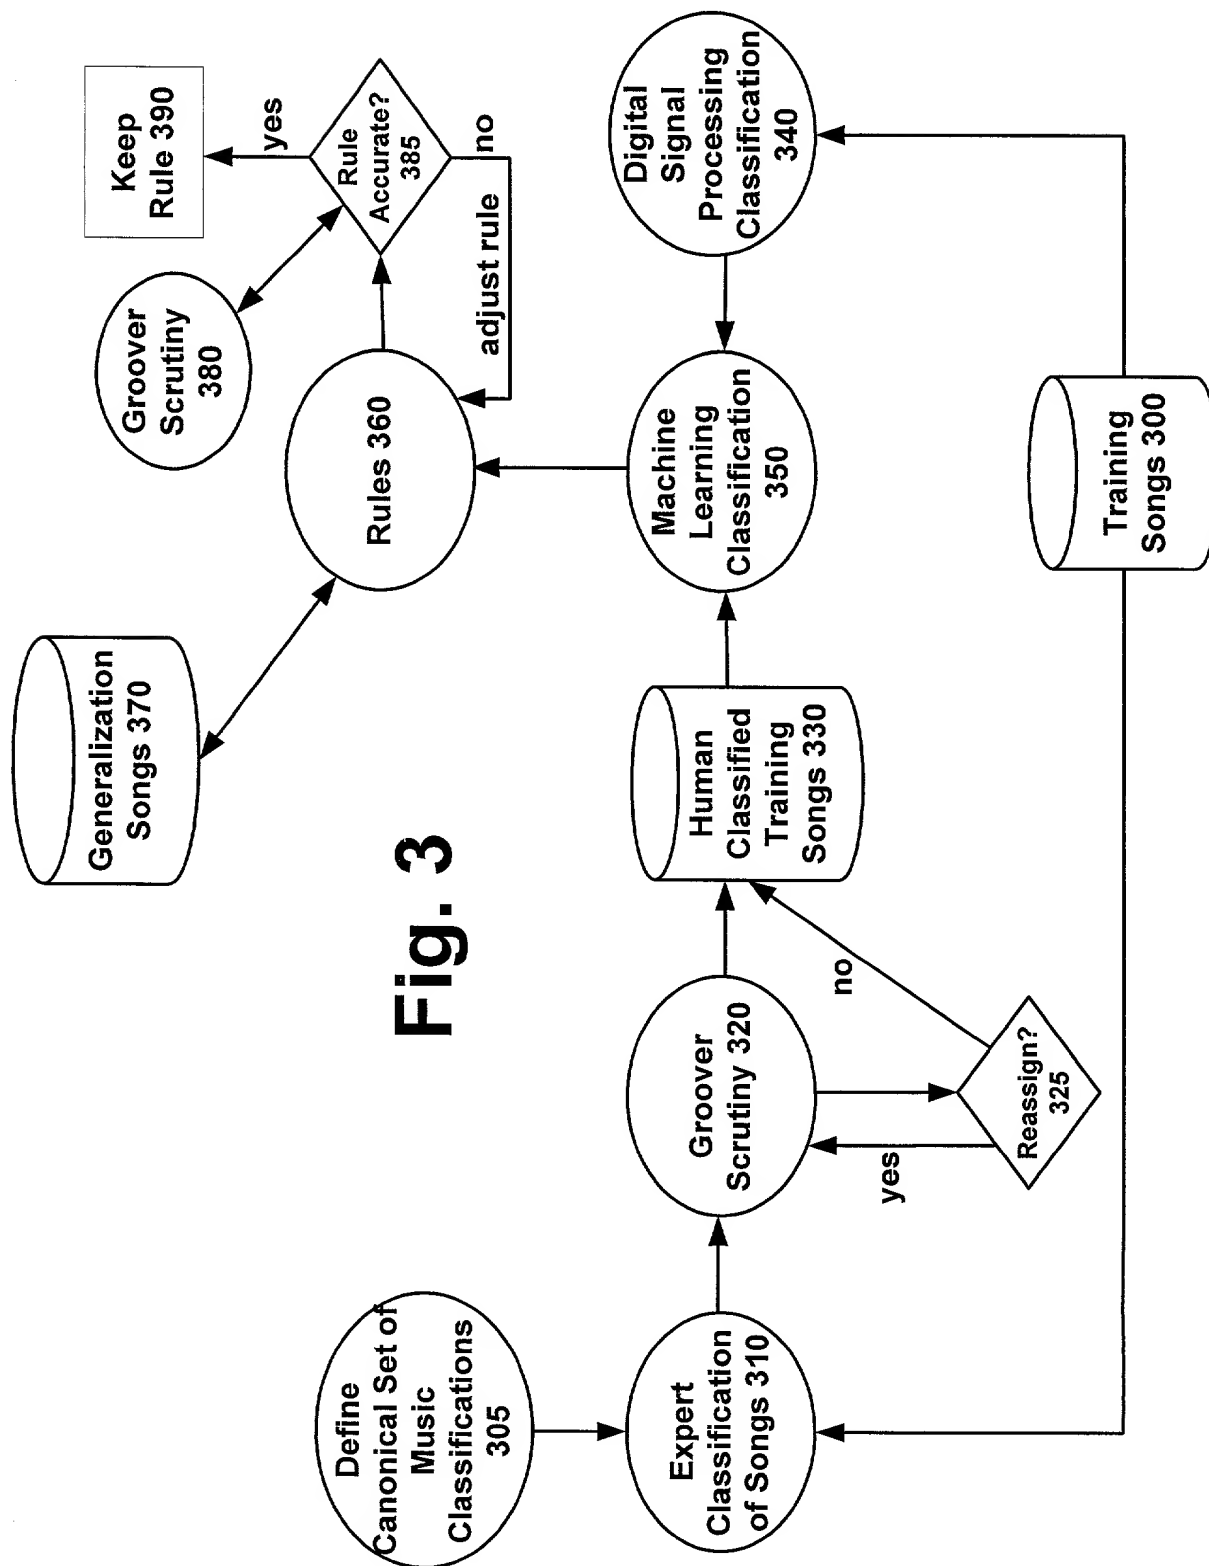 Define
Canonical Set of
Music
Classifications
305
Expert
Classification
of Songs 310
Groover
Scrutiny 320
yes
no
Reassign?
325
Human
Classified
Training
Songs 330
Machine
Learning
Classification
350
Digital
Signal
Processing
Classification
340
Training
Songs 300
Generalization
Songs 370
Rules 360
Groover
Scrutiny
380
Rule
Accurate?
385
yes
no
adjust rule
Keep
Rule 390
Fig. 3